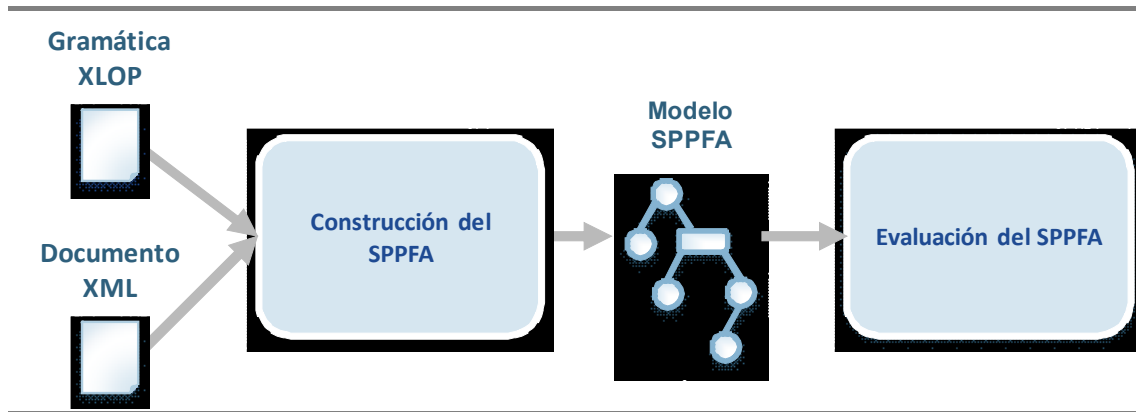 Gramática
XLOP
Documento
XML
Construcción del
SPPFA
Modelo
SPPFA
Evaluación del SPPFA